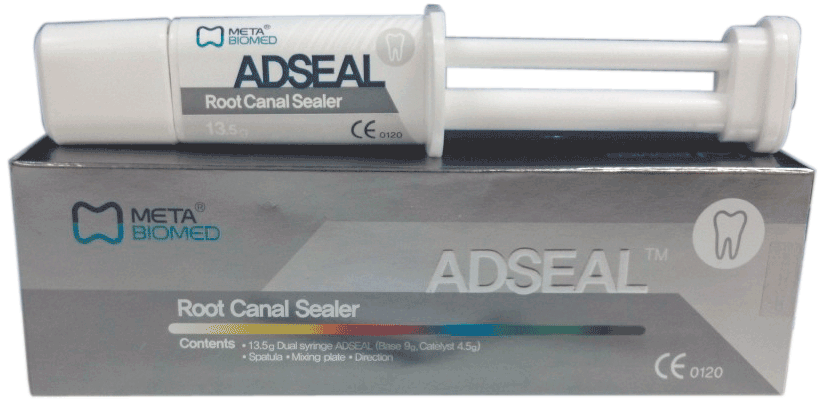 META®
BIOMED
ADSEAL
Root Canal Sealer
13.5g
CE 0120
META®
BIOMED
ADSEAL™
Root Canal Sealer
Contents • 13.5g Dual syringe ADSEAL (Base 9g, Catalyst 4.5g)
• Spatula • Mixing plate • Direction
CE 0120